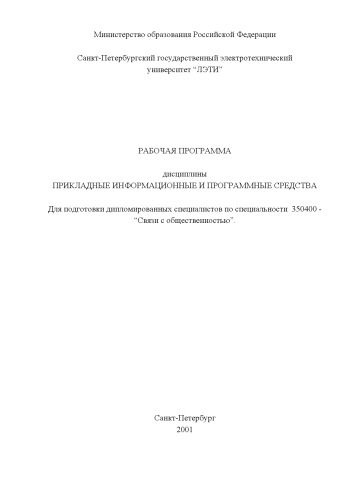 Министерство образования Российской Федерации
Санкт-Петербургский государственный электротехнический
университет “ЛЭТИ”
РАБОЧАЯ ПРОГРАММА
дисциплины
ПРИКЛАДНЫЕ ИНФОРМАЦИОННЫЕ И ПРОГРАММНЫЕ СРЕДСТВА
Для подготовки дипломированных специалистов по специальности 350400 -
“Связи с общественностью”.
Санкт-Петербург
2001